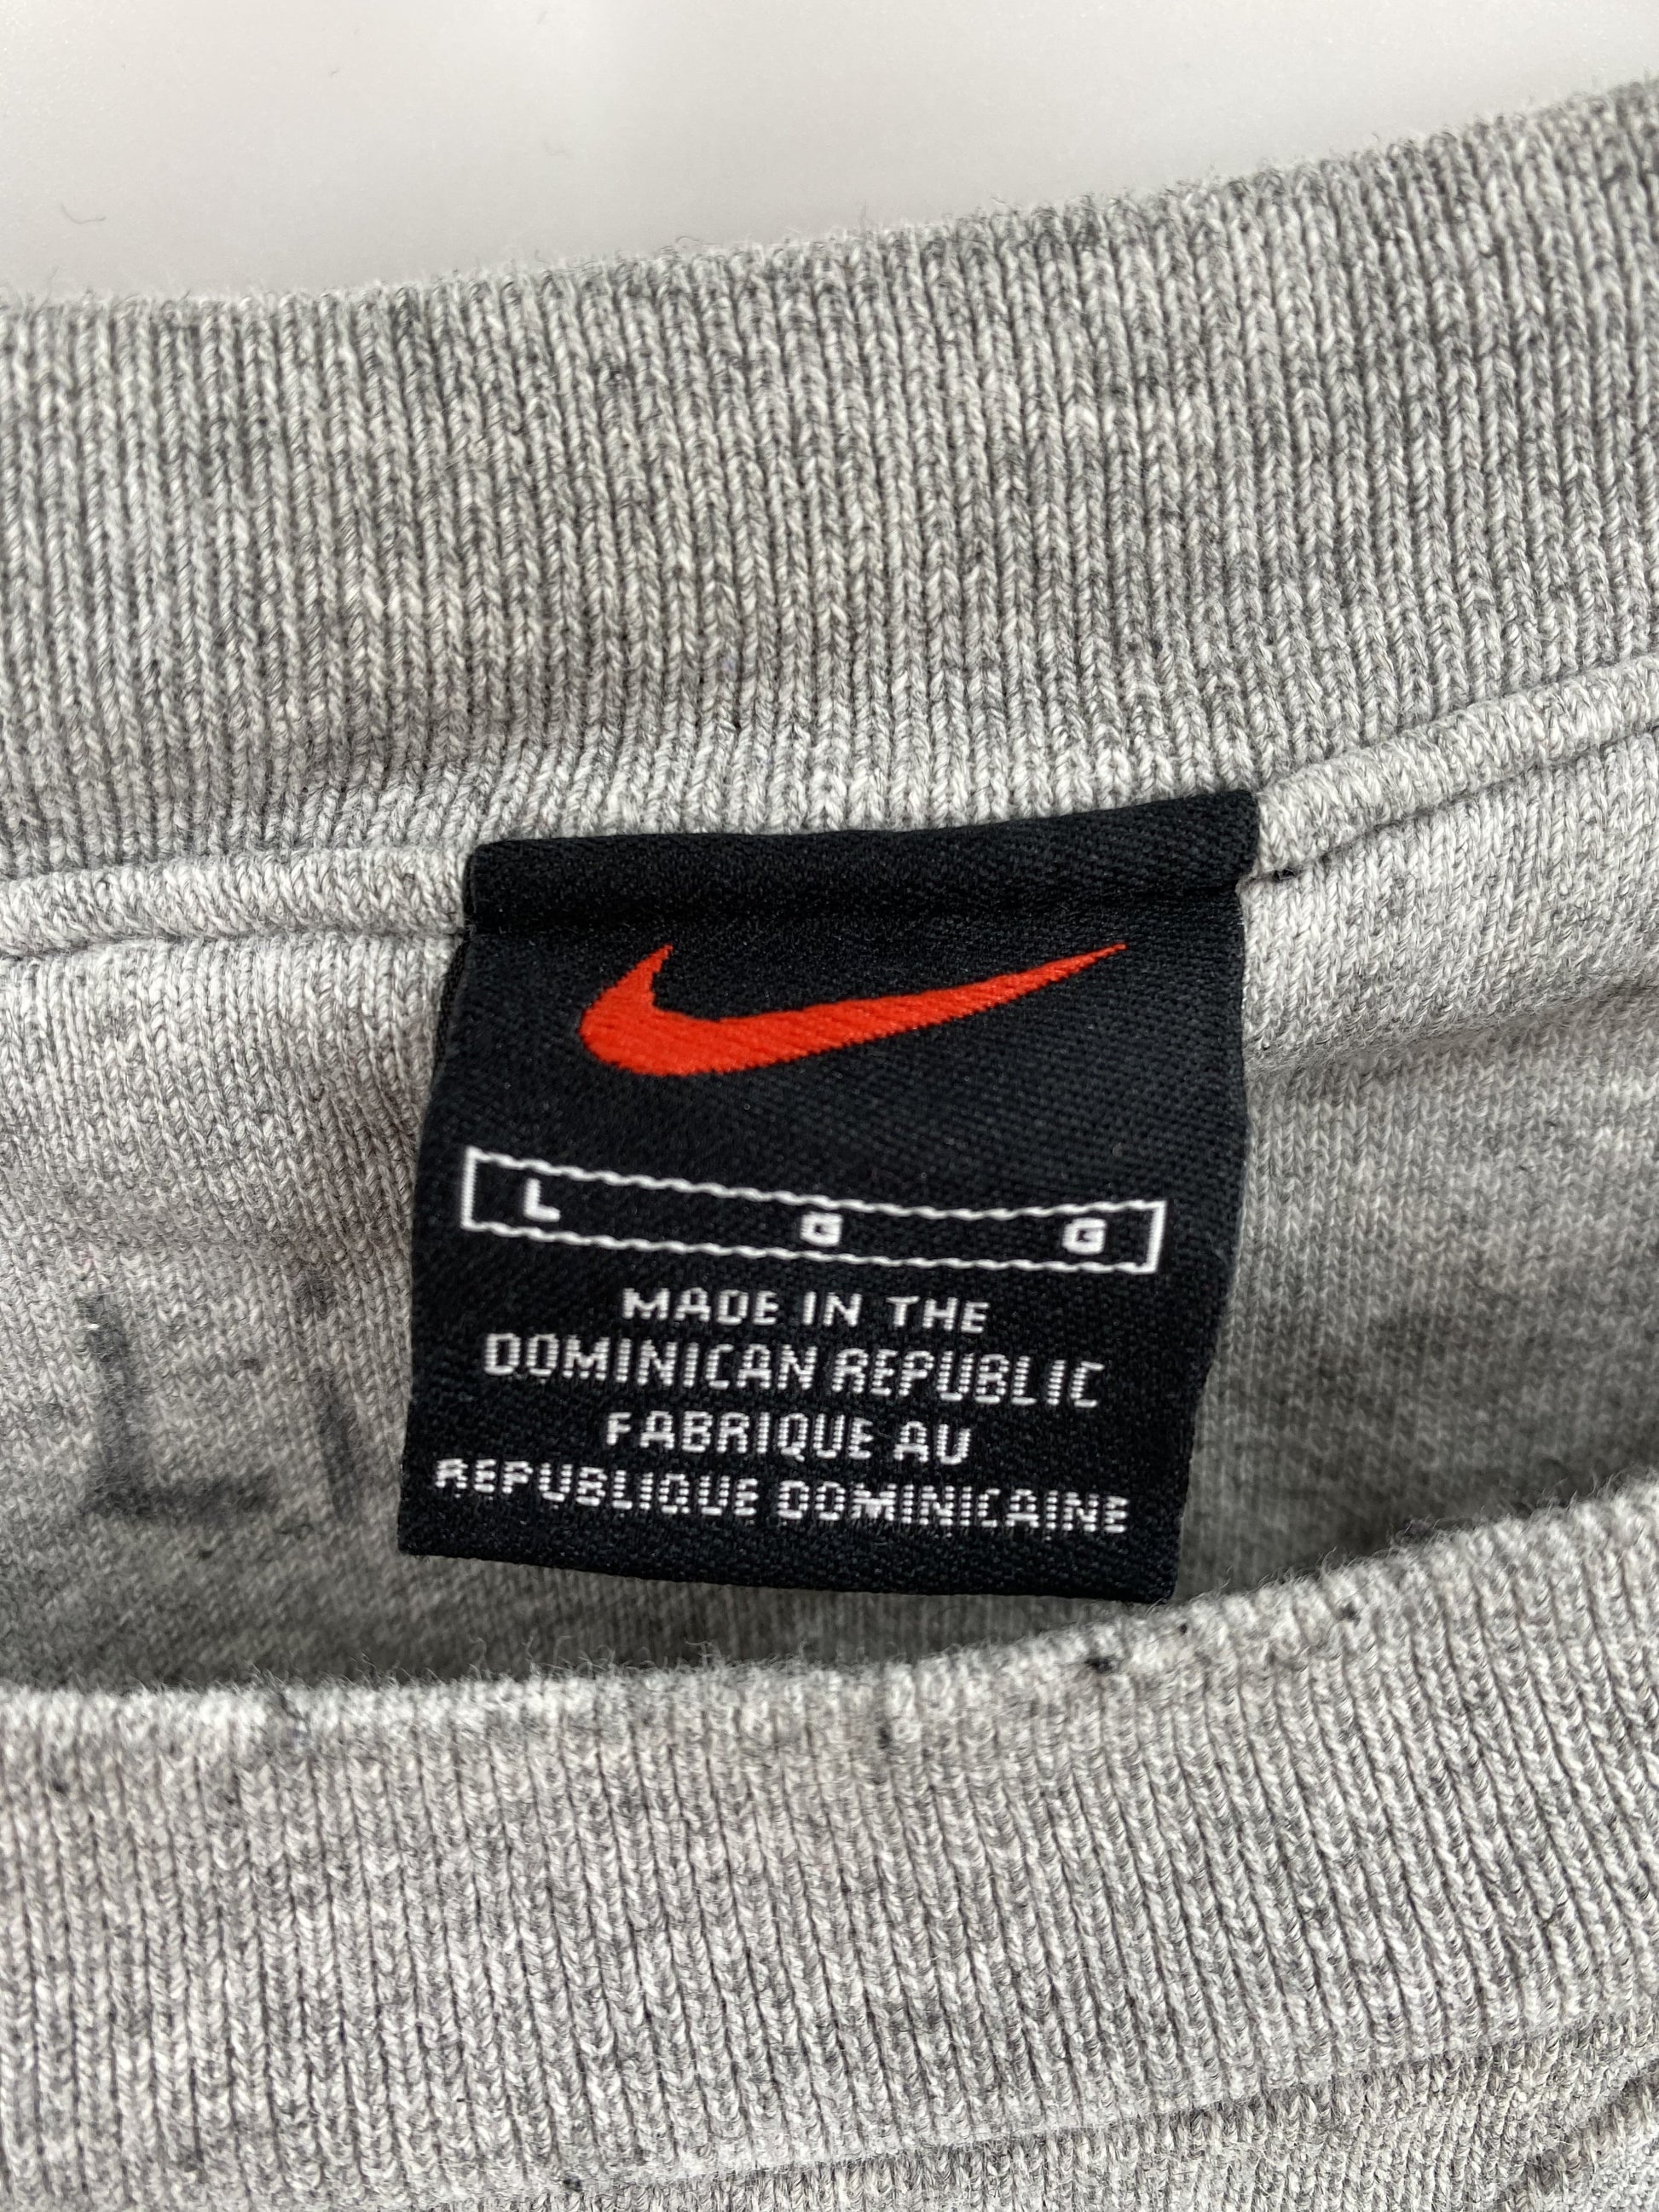 L G G
MADE IN THE
DOMINICAN REPUBLIC
FABRIQUE AU
REPUBLIQUE DOMINICAINE